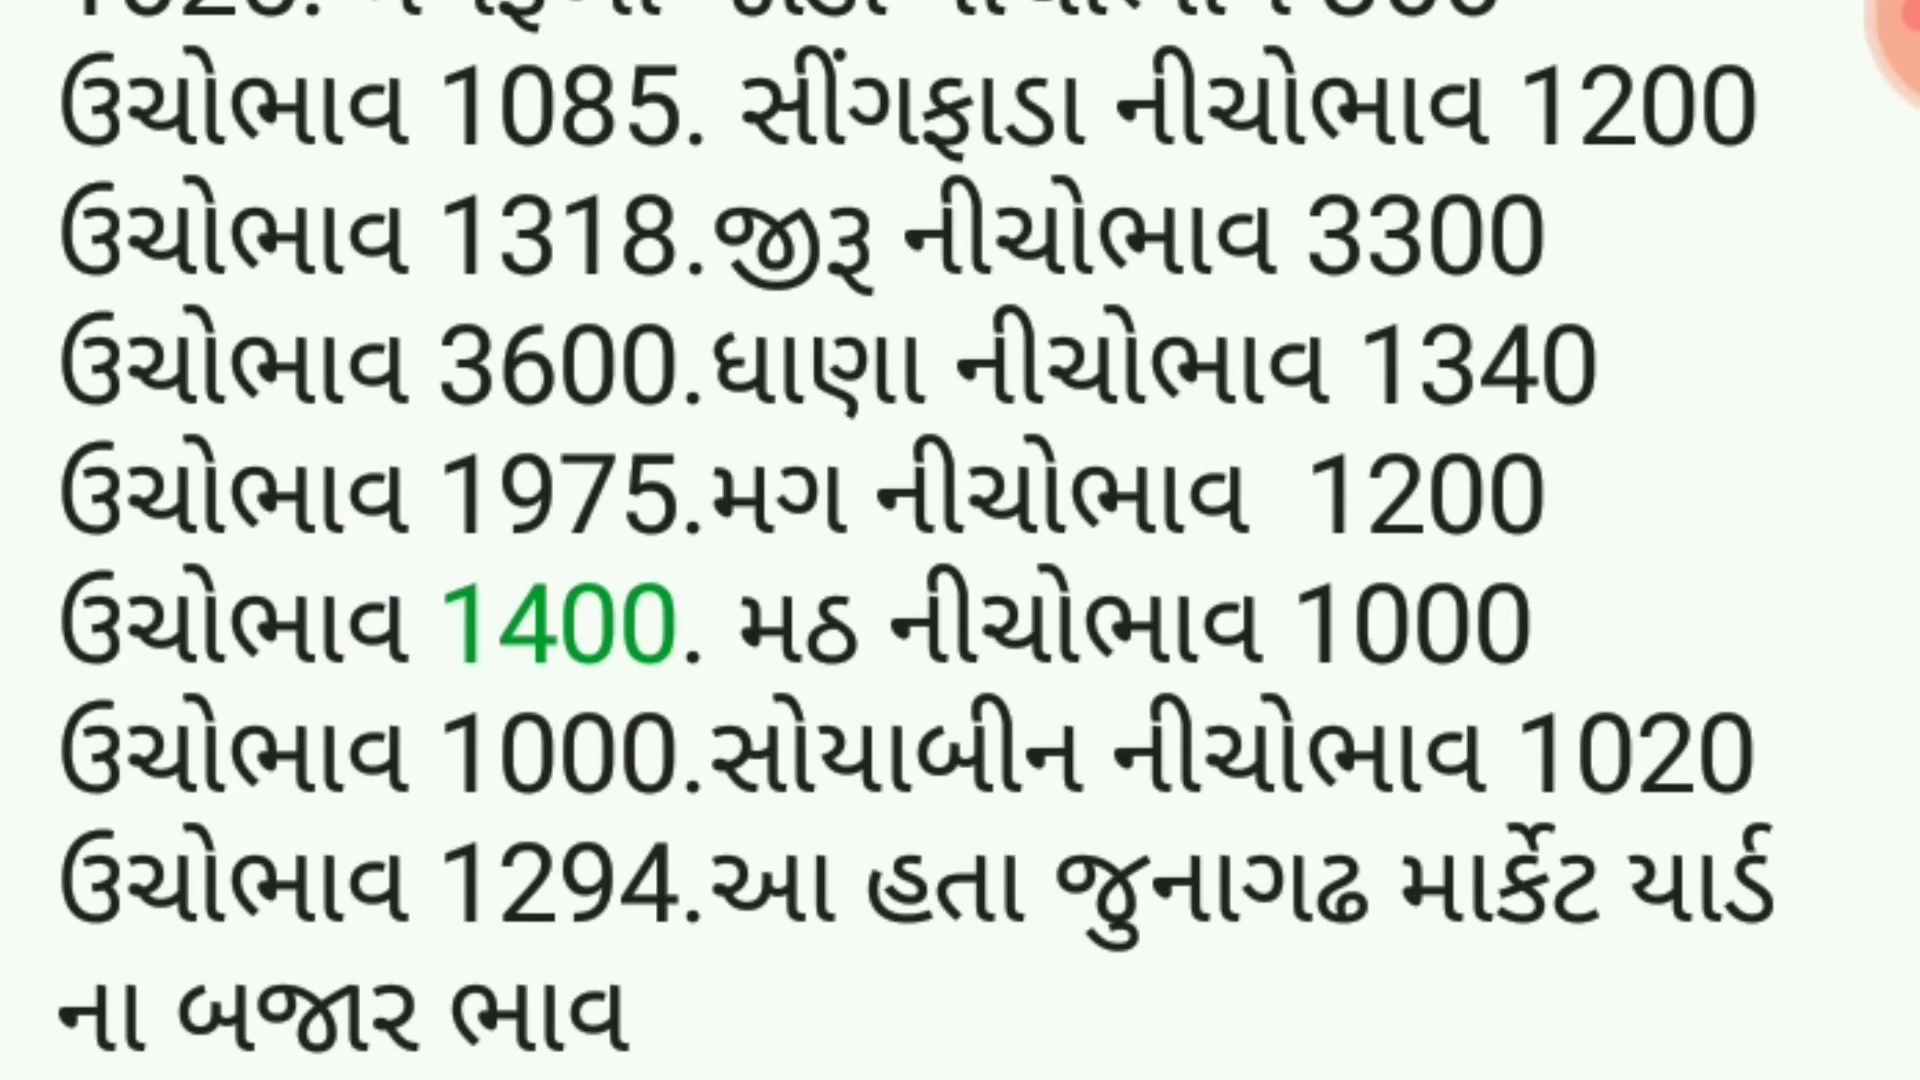 ઉચોભાવ 1085. સીંગફાડા નીચોભાવ 1200
ઉચોભાવ 1318.જીરૂ નીચોભાવ 3300
ઉચોભાવ 3600.ધાણા નીચોભાવ 1340
ઉચોભાવ 1975.મગ નીચોભાવ 1200
ઉચોભાવ 1400. મઠ નીચોભાવ 1000
ઉચોભાવ 1000.સોયાબીન નીચોભાવ 1020
ઉચોભાવ 1294.આ હતા જુનાગઢ માર્કેટ યાર્ડ
ના બજાર ભાવ